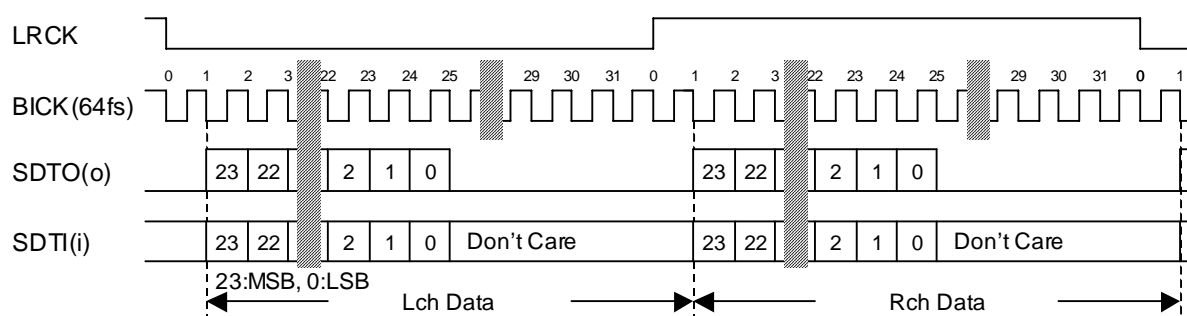 LRCK
0 1 2 3 22 23 24 25 29 30 31 0 1 2 3 22 23 24 25 29 30 31 0 1
BICK(64fs)
SDTO(o) 23 22 2 1 0 23 22 2 1 0
SDTI(i) 23 22 2 1 0 Don't Care 23 22 2 1 0 Don't Care
23:MSB, 0:LSB
Lch Data Rch Data